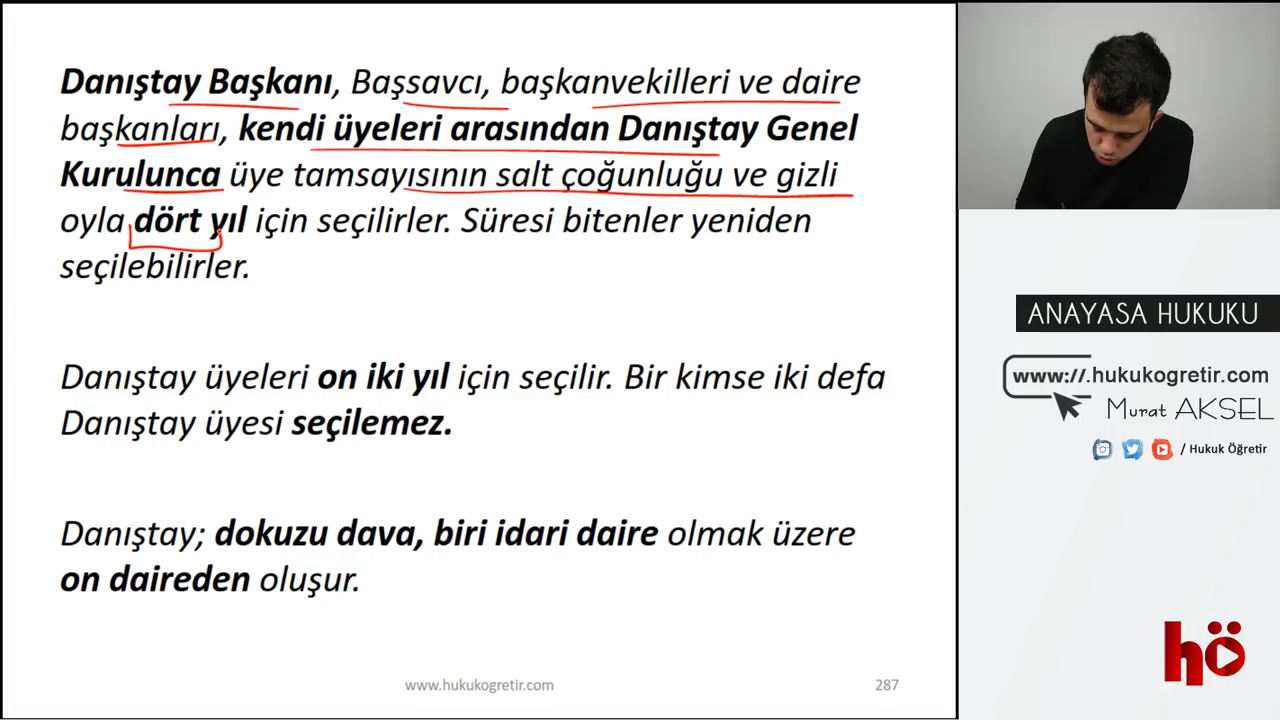 Danıştay Başkanı, Başsavcı, başkanvekilleri ve daire
başkanları, kendi üyeleri arasından Danıştay Genel
Kurulunca üye tamsayısının salt çoğunluğu ve gizli
oyla dört yıl için seçilirler. Süresi bitenler yeniden
seçilebilirler.
Danıştay üyeleri on iki yıl için seçilir. Bir kimse iki defa
Danıştay üyesi seçilemez.
Danıştay; dokuzu dava, biri idari daire olmak üzere
on daireden oluşur.
www.hukukogretir.com
287
ANAYASA HUKUKU
www://.hukukogretir.com
Murat AKSEL
/ Hukuk Öğretir
hö